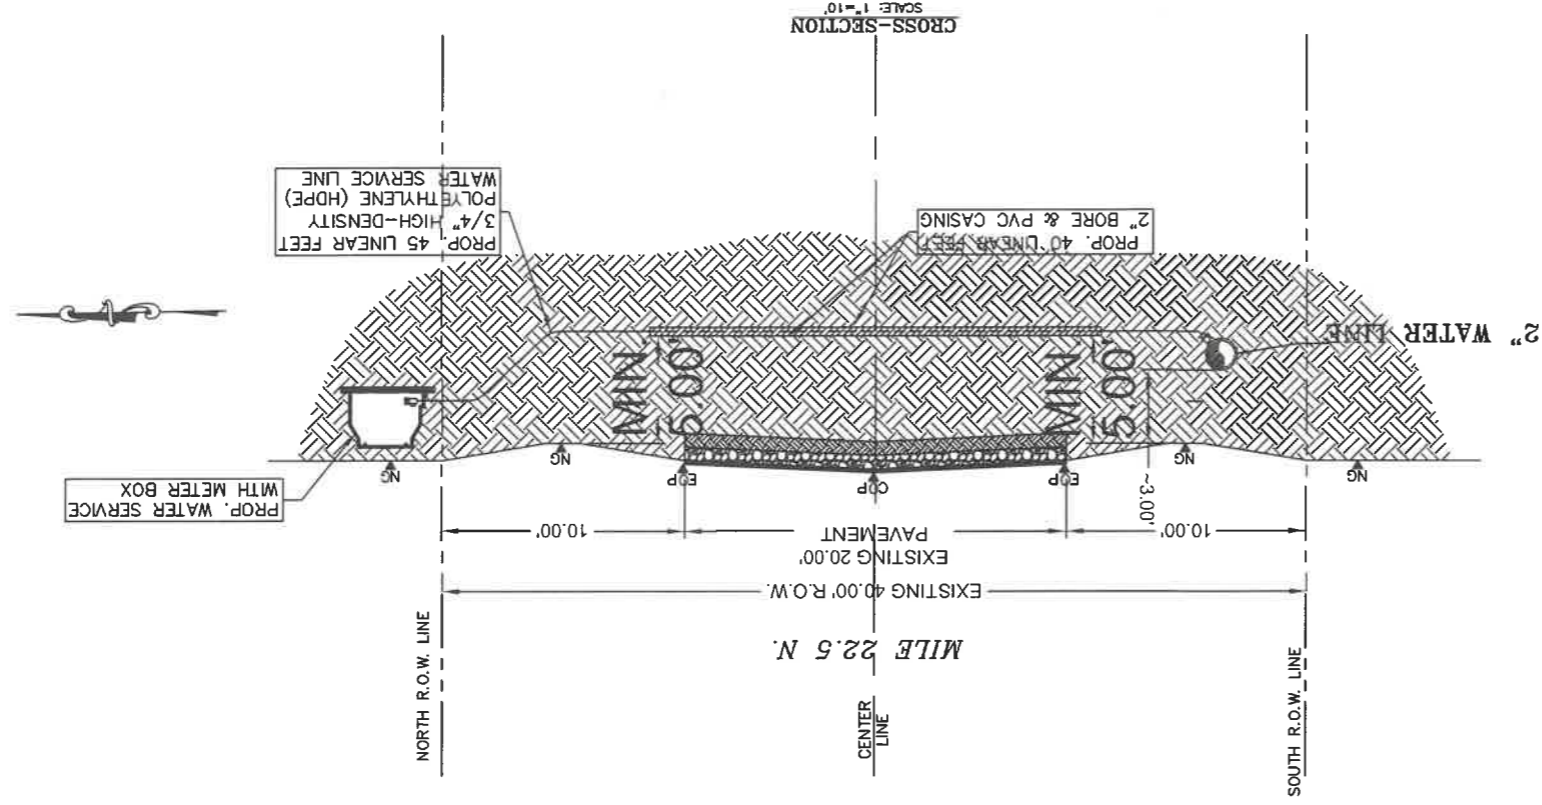 SOUTH R.O.W. LINE
CENTER
LINE
NORTH R.O.W. LINE
MILE 22.5 N.
EXISTING 40.00' R.O.W.
EXISTING 20.00'
PAVEMENT
10.00'
10.00'
~3.00'
NG
NG
EOP
COP
EOP
NG
NG
PROP. WATER SERVICE
WITH METER BOX
5.00'
MIN
5.00'
MIN
2" WATER LINE
PROP. 40 LINEAR FEET
2" BORE & PVC CASING
PROP. 45 LINEAR FEET
3/4" HIGH-DENSITY
POLYETHYLENE (HDPE)
WATER SERVICE LINE
CROSS-SECTION
SCALE: 1"=10'